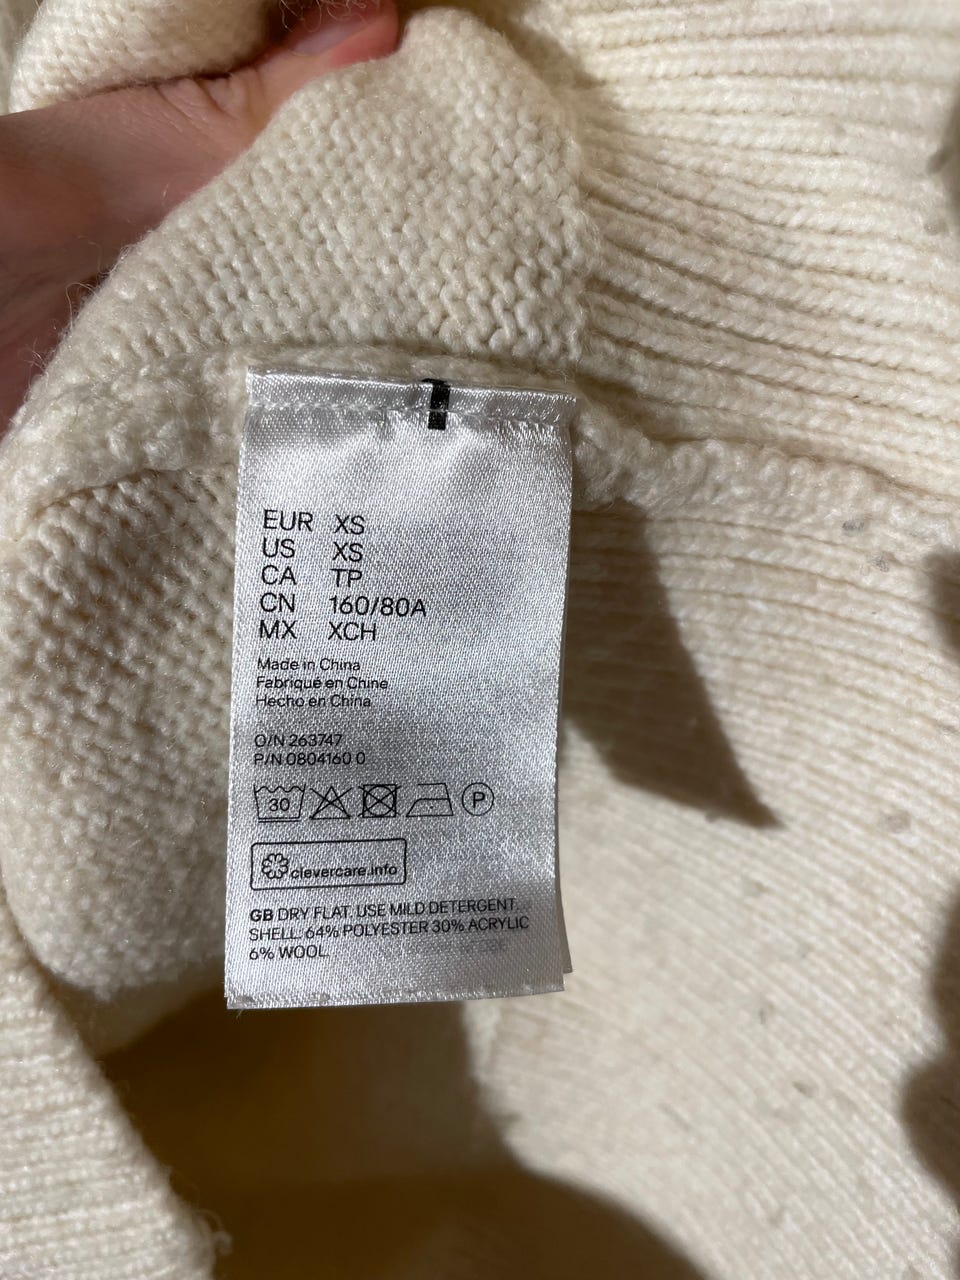 EUR XS
US XS
CA TP
CN 160/80A
MX XCH
Made in China
Fabriqué en Chine
Hecho en China
O/N 263747
P/N 0804160 0
30 P
clevercare.info
GB DRY FLAT. USE MILD DETERGENT.
SHELL. 64% POLYESTER 30% ACRYLIC
6% WOOL.